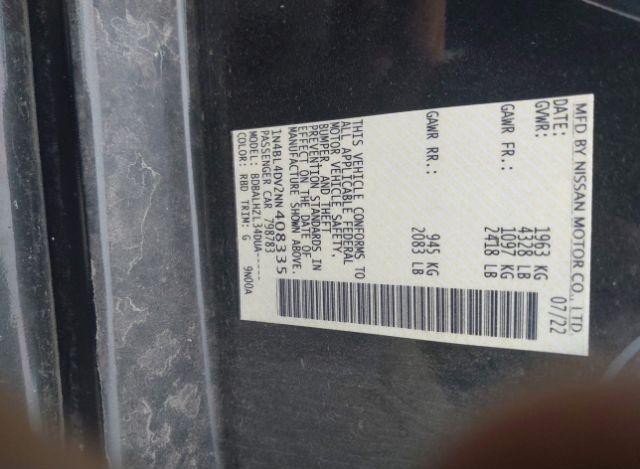 MFD BY NISSAN MOTOR CO., LTD.
DATE: 07/22
GVWR: 1963 KG
4328 LB
GAWR FR.: 1097 KG
2418 LB
GAWR RR.: 945 KG
2083 LB
THIS VEHICLE CONFORMS TO
ALL APPLICABLE FEDERAL
MOTOR VEHICLE SAFETY,
BUMPER, AND THEFT
PREVENTION STANDARDS IN
EFFECT ON THE DATE OF
MANUFACTURE SHOWN ABOVE.
1N4BL4DV2NN408335
PASSENGER CAR 798783
MODEL: BDBALHZL34DUA-----
COLOR: RBD TRIM: G 9N00A